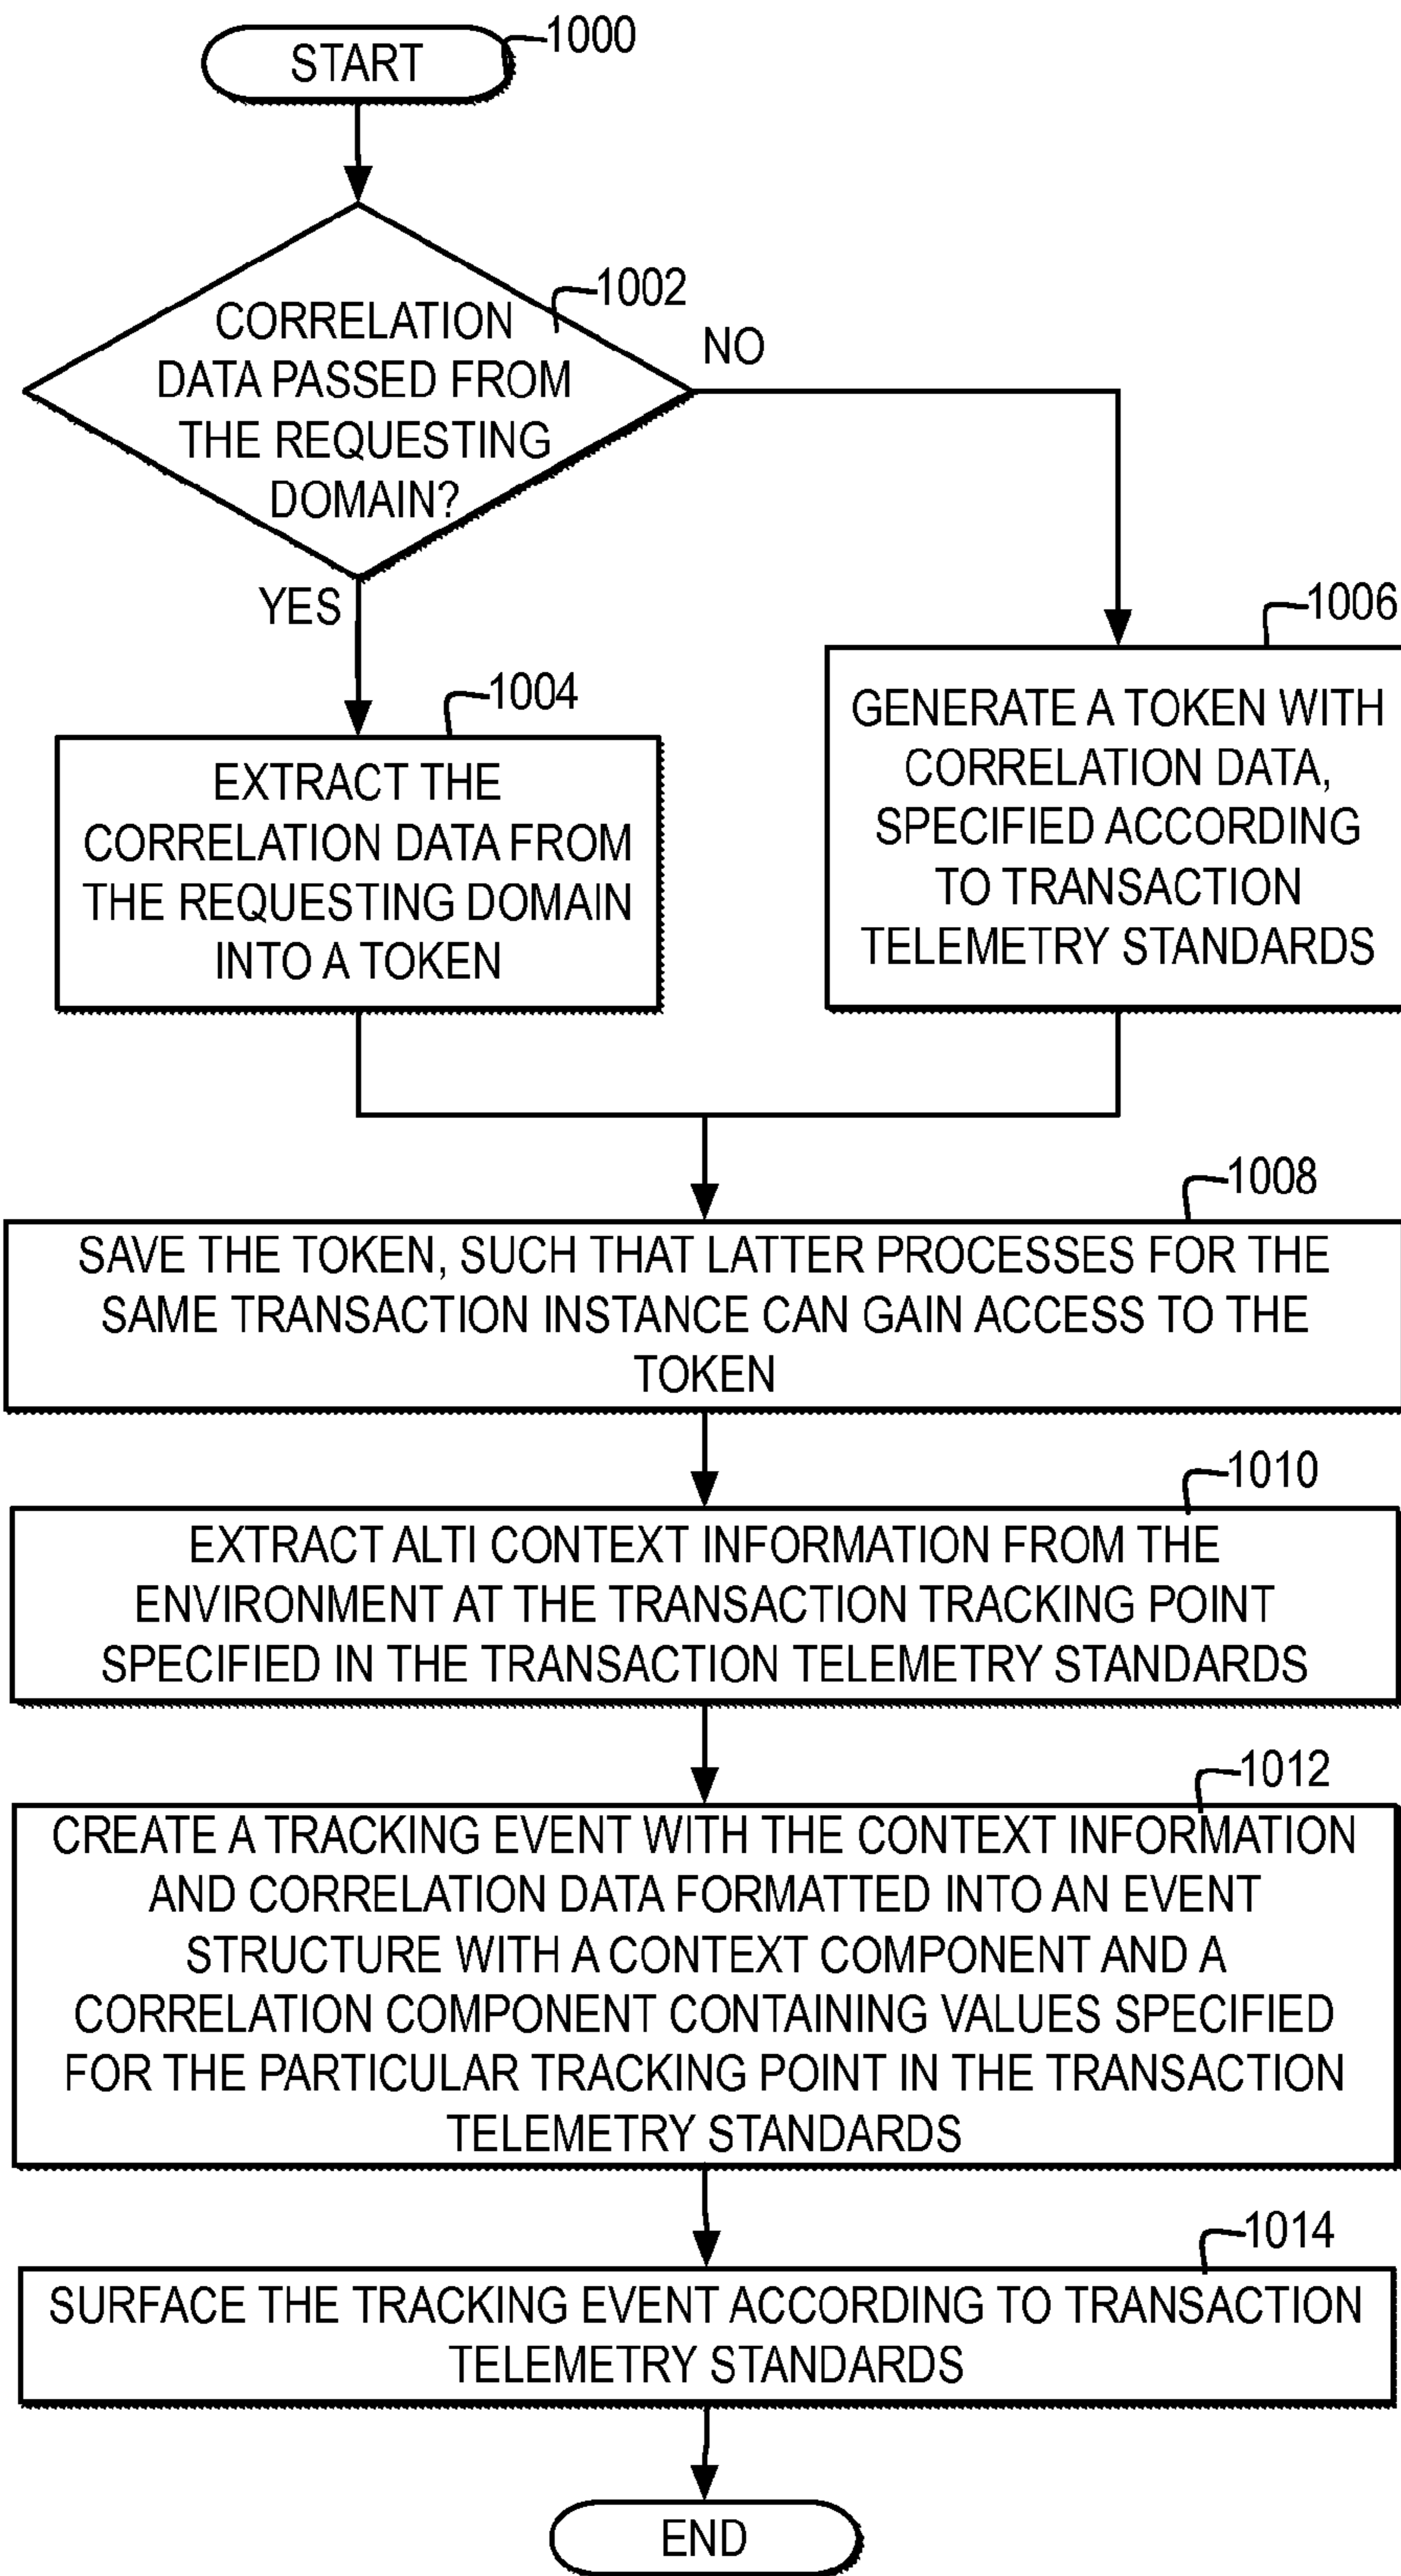 START
1000
1002
CORRELATION
DATA PASSED FROM
THE REQUESTING
DOMAIN?
NO
YES
1004
EXTRACT THE
CORRELATION DATA FROM
THE REQUESTING DOMAIN
INTO A TOKEN
1006
GENERATE A TOKEN WITH
CORRELATION DATA,
SPECIFIED ACCORDING
TO TRANSACTION
TELEMETRY STANDARDS
1008
SAVE THE TOKEN, SUCH THAT LATTER PROCESSES FOR THE
SAME TRANSACTION INSTANCE CAN GAIN ACCESS TO THE
TOKEN
1010
EXTRACT ALTI CONTEXT INFORMATION FROM THE
ENVIRONMENT AT THE TRANSACTION TRACKING POINT
SPECIFIED IN THE TRANSACTION TELEMETRY STANDARDS
1012
CREATE A TRACKING EVENT WITH THE CONTEXT INFORMATION
AND CORRELATION DATA FORMATTED INTO AN EVENT
STRUCTURE WITH A CONTEXT COMPONENT AND A
CORRELATION COMPONENT CONTAINING VALUES SPECIFIED
FOR THE PARTICULAR TRACKING POINT IN THE TRANSACTION
TELEMETRY STANDARDS
1014
SURFACE THE TRACKING EVENT ACCORDING TO TRANSACTION
TELEMETRY STANDARDS
END